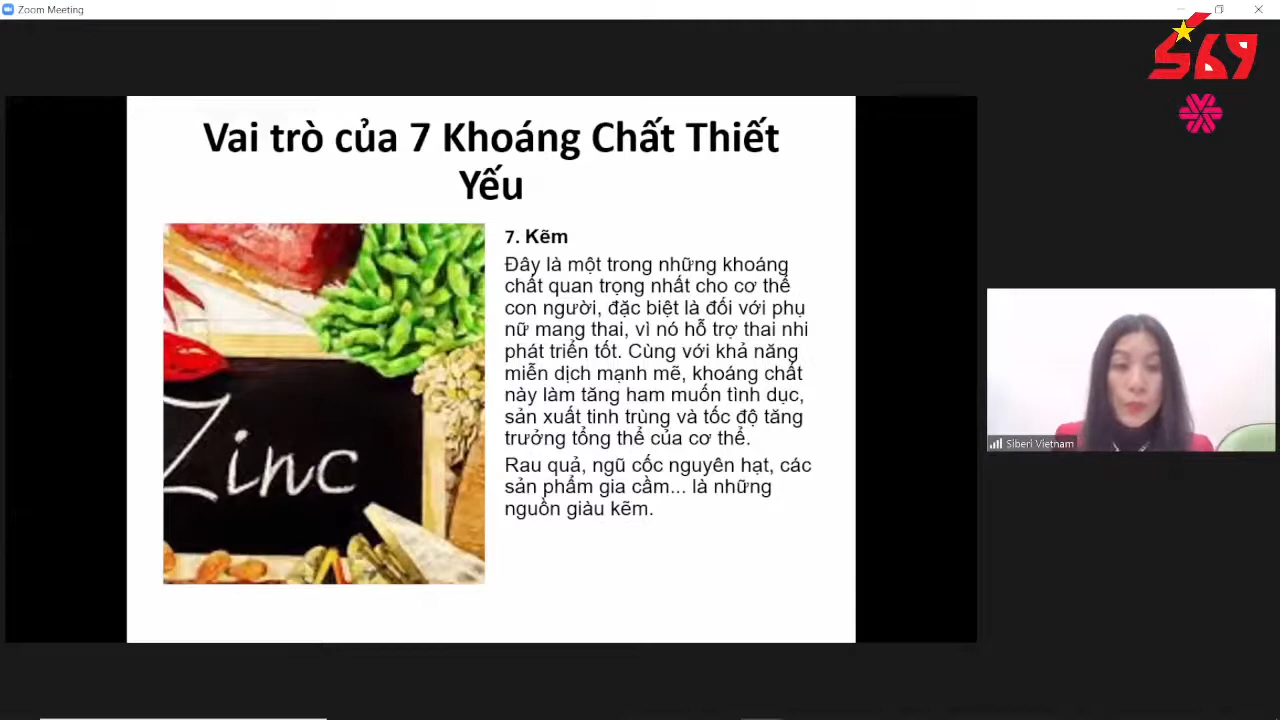 Zoom Meeting
S69
Vai trò của 7 Khoáng Chất Thiết
Yếu
7. Kẽm
Đây là một trong những khoáng
chất quan trọng nhất cho cơ thể
con người, đặc biệt là đối với phụ
nữ mang thai, vì nó hỗ trợ thai nhi
phát triển tốt. Cùng với khả năng
miễn dịch mạnh mẽ, khoáng chất
này làm tăng ham muốn tình dục,
sản xuất tinh trùng và tốc độ tăng
trưởng tổng thể của cơ thể.
Rau quả, ngũ cốc nguyên hạt, các
sản phẩm gia cầm... là những
nguồn giàu kẽm.
Zinc
Siberi Vietnam